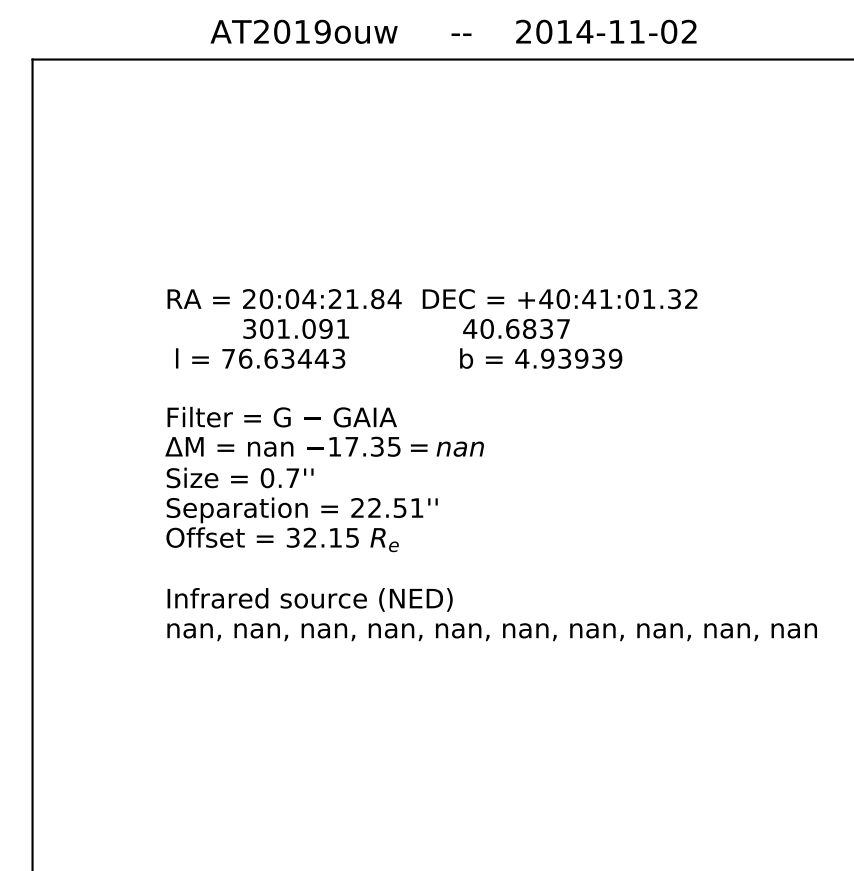 AT2019ouw -- 2014-11-02
RA = 20:04:21.84 DEC = +40:41:01.32
301.091 40.6837
l = 76.63443 b = 4.93939
Filter = G − GAIA
ΔM = nan −17.35 = nan
Size = 0.7''
Separation = 22.51''
Offset = 32.15 Rₑ
Infrared source (NED)
nan, nan, nan, nan, nan, nan, nan, nan, nan, nan